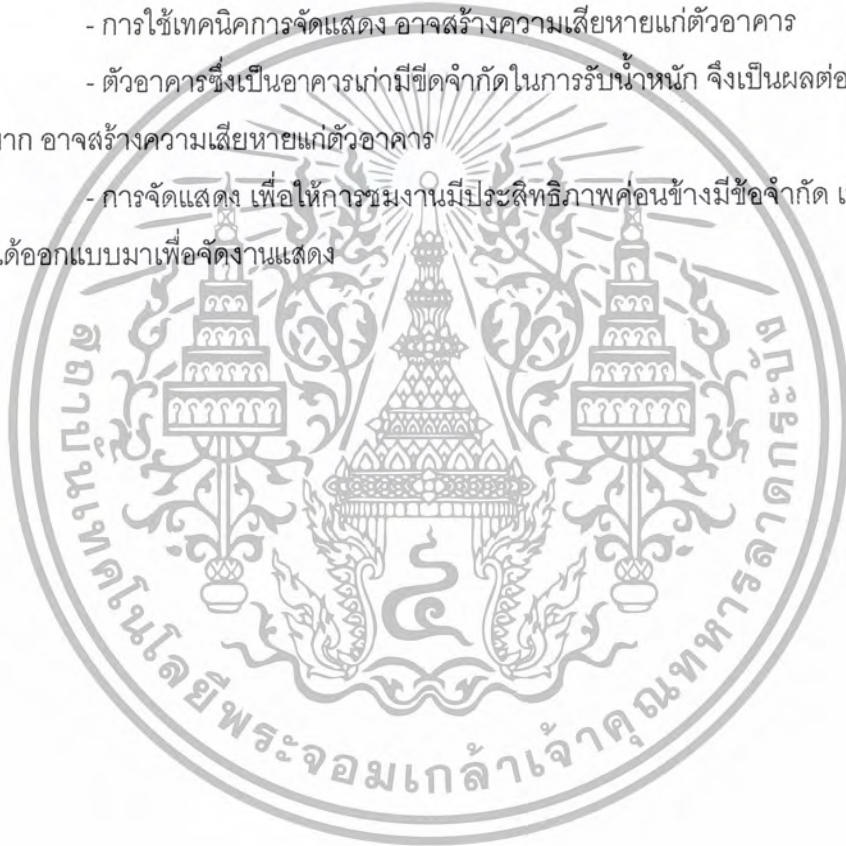 - การใช้เทคนิคการจัดแสดง อาจสร้างความเสียหายแก่ตัวอาคาร
- ตัวอาคารซึ่งเป็นอาคารเก่ามีขีดจำกัดในการรับน้ำหนัก จึงเป็นผลต่อ
มาก อาจสร้างความเสียหายแก่ตัวอาคาร
- การจัดแสดง เพื่อให้การชมงานมีประสิทธิภาพค่อนข้างมีข้อจำกัด
ได้ออกแบบมาเพื่อจัดงานแสดง
๔
สถาบันเทคโนโลยีพระจอมเกล้าเจ้าคุณทหารลาดกระบัง